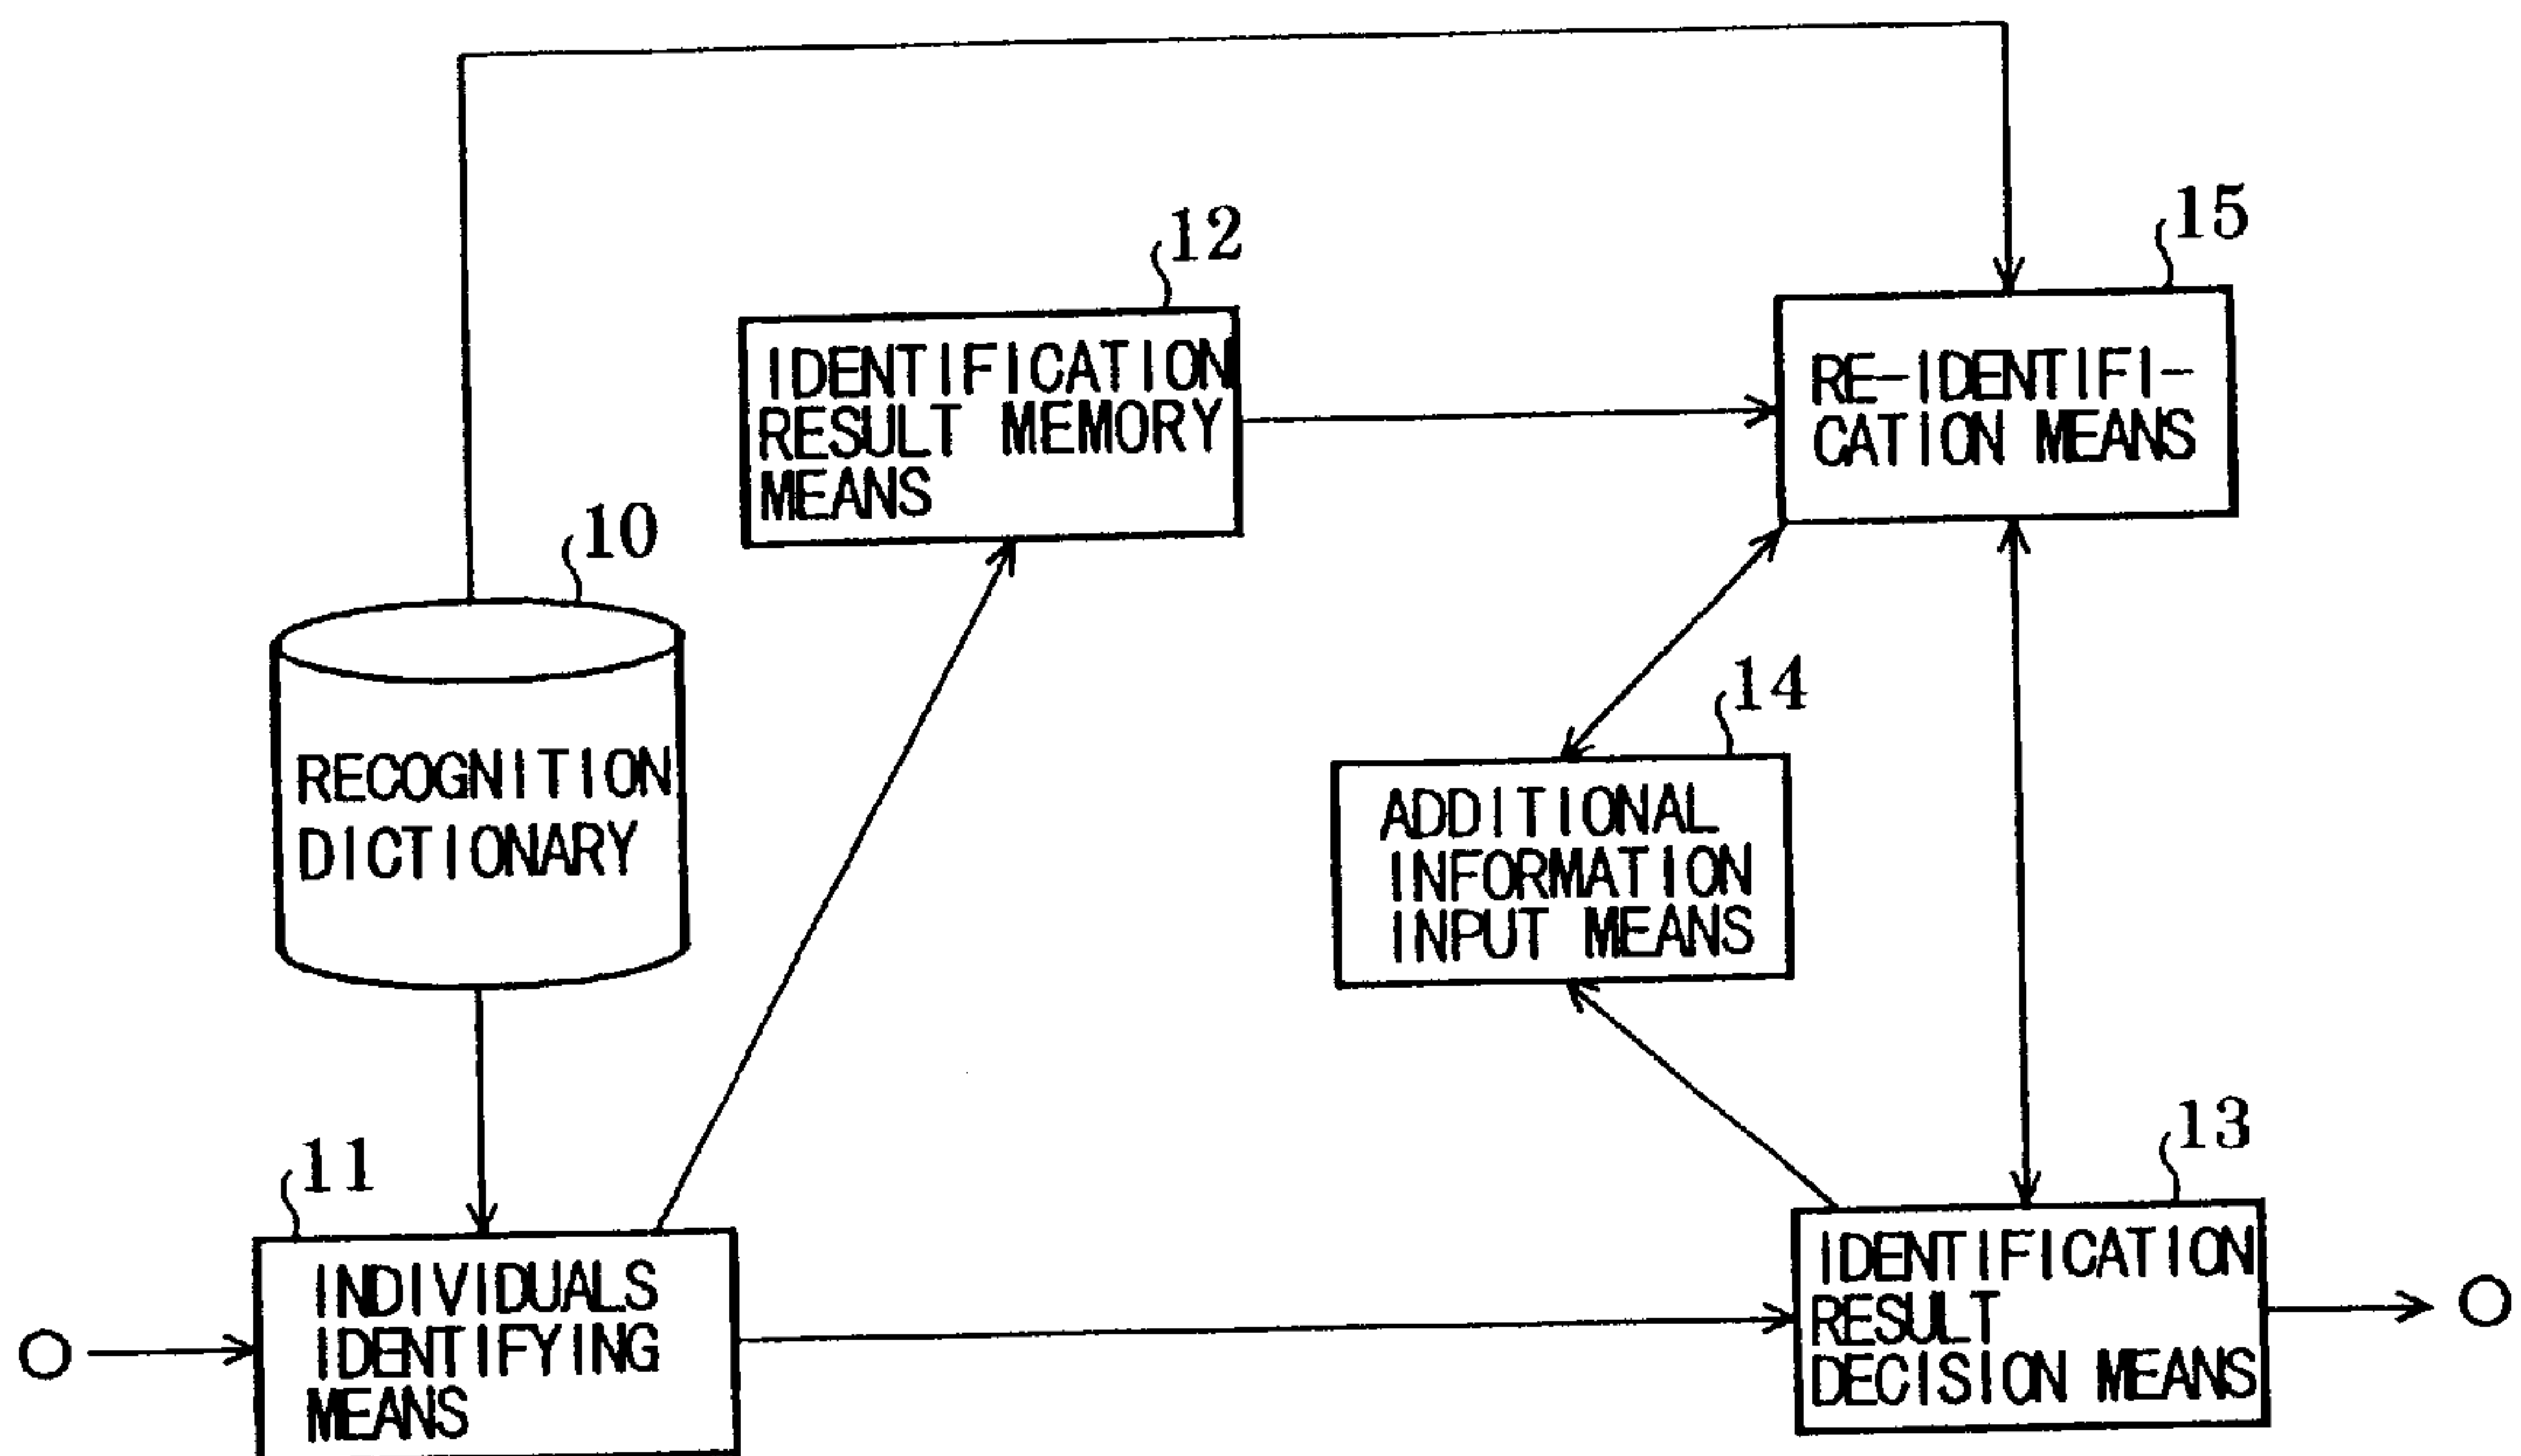 15
12
RE-IDENTIFI-
CATION MEANS
IDENTIFICATION
RESULT MEMORY
MEANS
10
RECOGNITION
DICTIONARY
14
ADDITIONAL
INFORMATION
INPUT MEANS
13
11
IDENTIFICATION
RESULT
DECISION MEANS
INDIVIDUALS
IDENTIFYING
MEANS